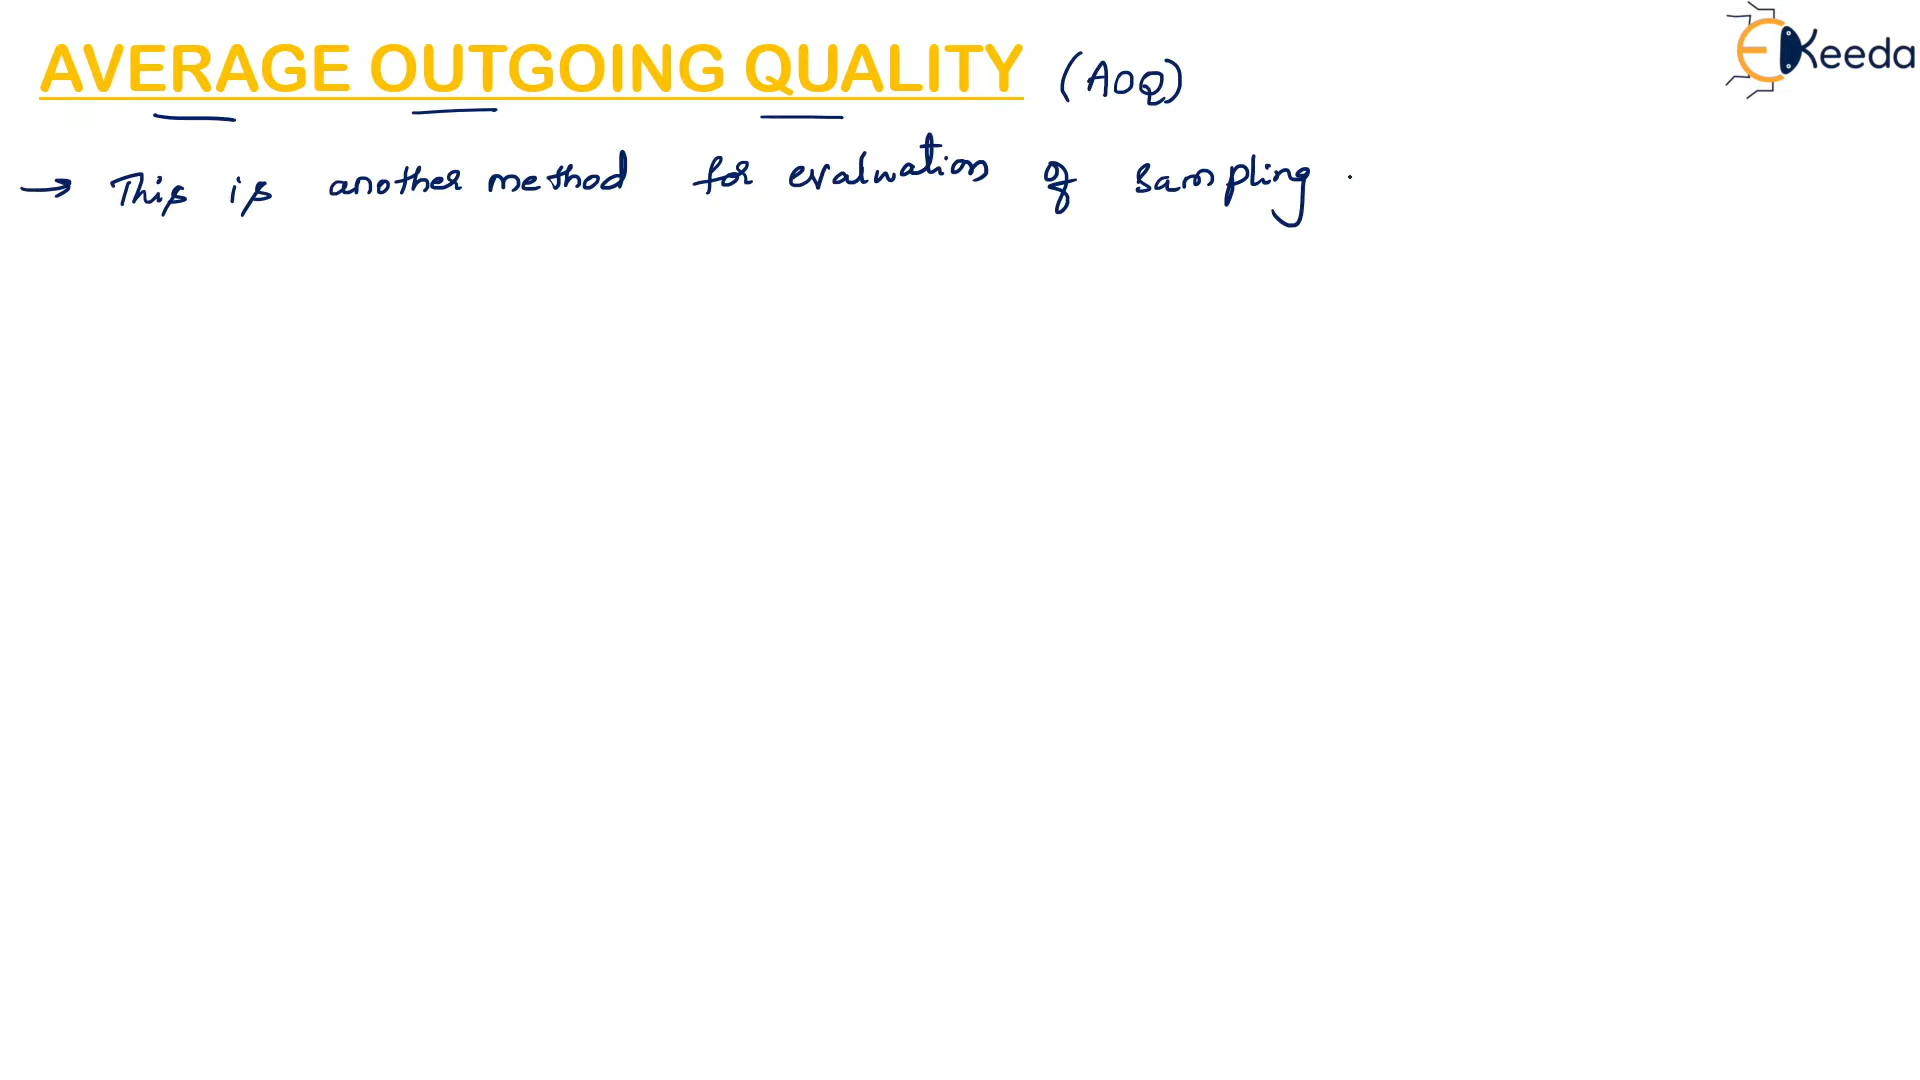 AVERAGE OUTGOING QUALITY (AOQ)
EKeeda
→ This is another method for evaluation of sampling